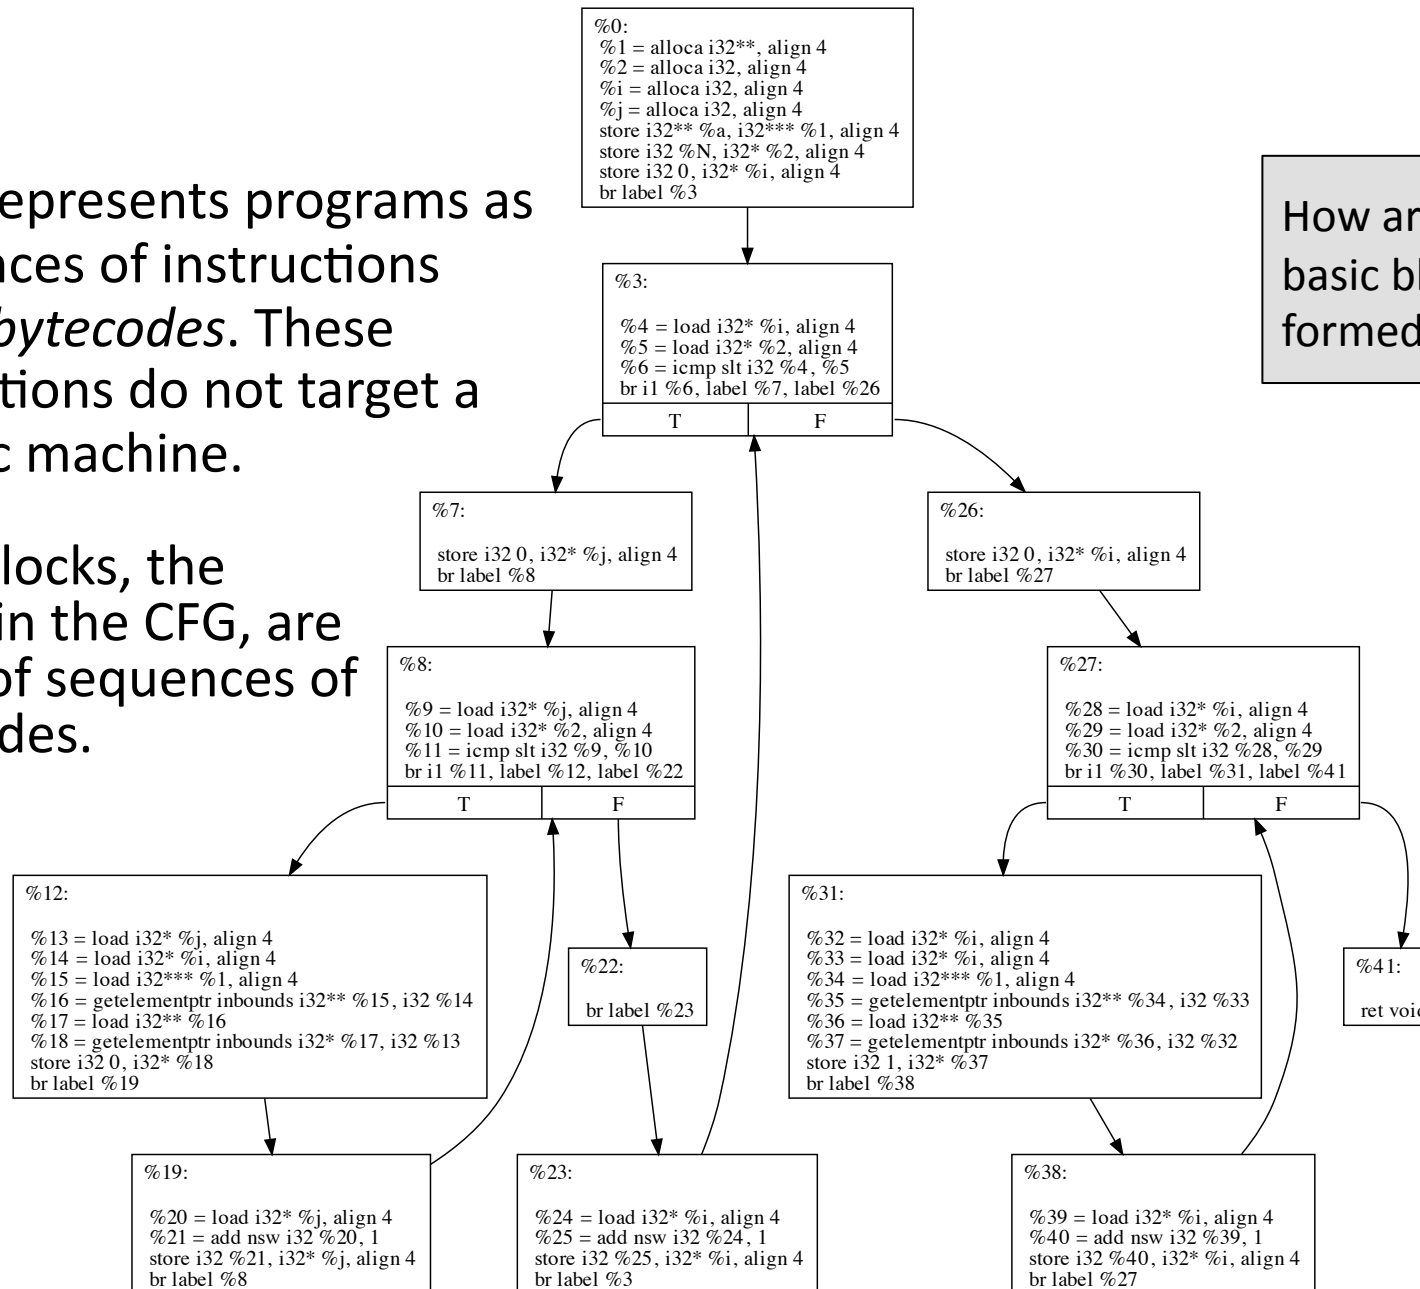 %0:
%1 = alloca i32**, align 4
%2 = alloca i32, align 4
%i = alloca i32, align 4
%j = alloca i32, align 4
store i32** %a, i32*** %1, align 4
store i32 %N, i32* %2, align 4
store i32 0, i32* %i, align 4
br label %3
epresents programs as
nces of instructions
bytecodes. These
tions do not target a
c machine.
locks, the
in the CFG, are
of sequences of
des.
How ar
basic bl
formed
%3:
%4 = load i32* %i, align 4
%5 = load i32* %2, align 4
%6 = icmp slt i32 %4, %5
br i1 %6, label %7, label %26
T F
%7:
store i32 0, i32* %j, align 4
br label %8
%26:
store i32 0, i32* %i, align 4
br label %27
%8:
%9 = load i32* %j, align 4
%10 = load i32* %2, align 4
%11 = icmp slt i32 %9, %10
br i1 %11, label %12, label %22
T F
%27:
%28 = load i32* %i, align 4
%29 = load i32* %2, align 4
%30 = icmp slt i32 %28, %29
br i1 %30, label %31, label %41
T F
%12:
%13 = load i32* %j, align 4
%14 = load i32* %i, align 4
%15 = load i32*** %1, align 4
%16 = getelementptr inbounds i32** %15, i32 %14
%17 = load i32** %16
%18 = getelementptr inbounds i32* %17, i32 %13
store i32 0, i32* %18
br label %19
%22:
br label %23
%31:
%32 = load i32* %i, align 4
%33 = load i32* %i, align 4
%34 = load i32*** %1, align 4
%35 = getelementptr inbounds i32** %34, i32 %33
%36 = load i32** %35
%37 = getelementptr inbounds i32* %36, i32 %32
store i32 1, i32* %37
br label %38
%41:
ret void
%19:
%20 = load i32* %j, align 4
%21 = add nsw i32 %20, 1
store i32 %21, i32* %j, align 4
br label %8
%23:
%24 = load i32* %i, align 4
%25 = add nsw i32 %24, 1
store i32 %25, i32* %i, align 4
br label %3
%38:
%39 = load i32* %i, align 4
%40 = add nsw i32 %39, 1
store i32 %40, i32* %i, align 4
br label %27